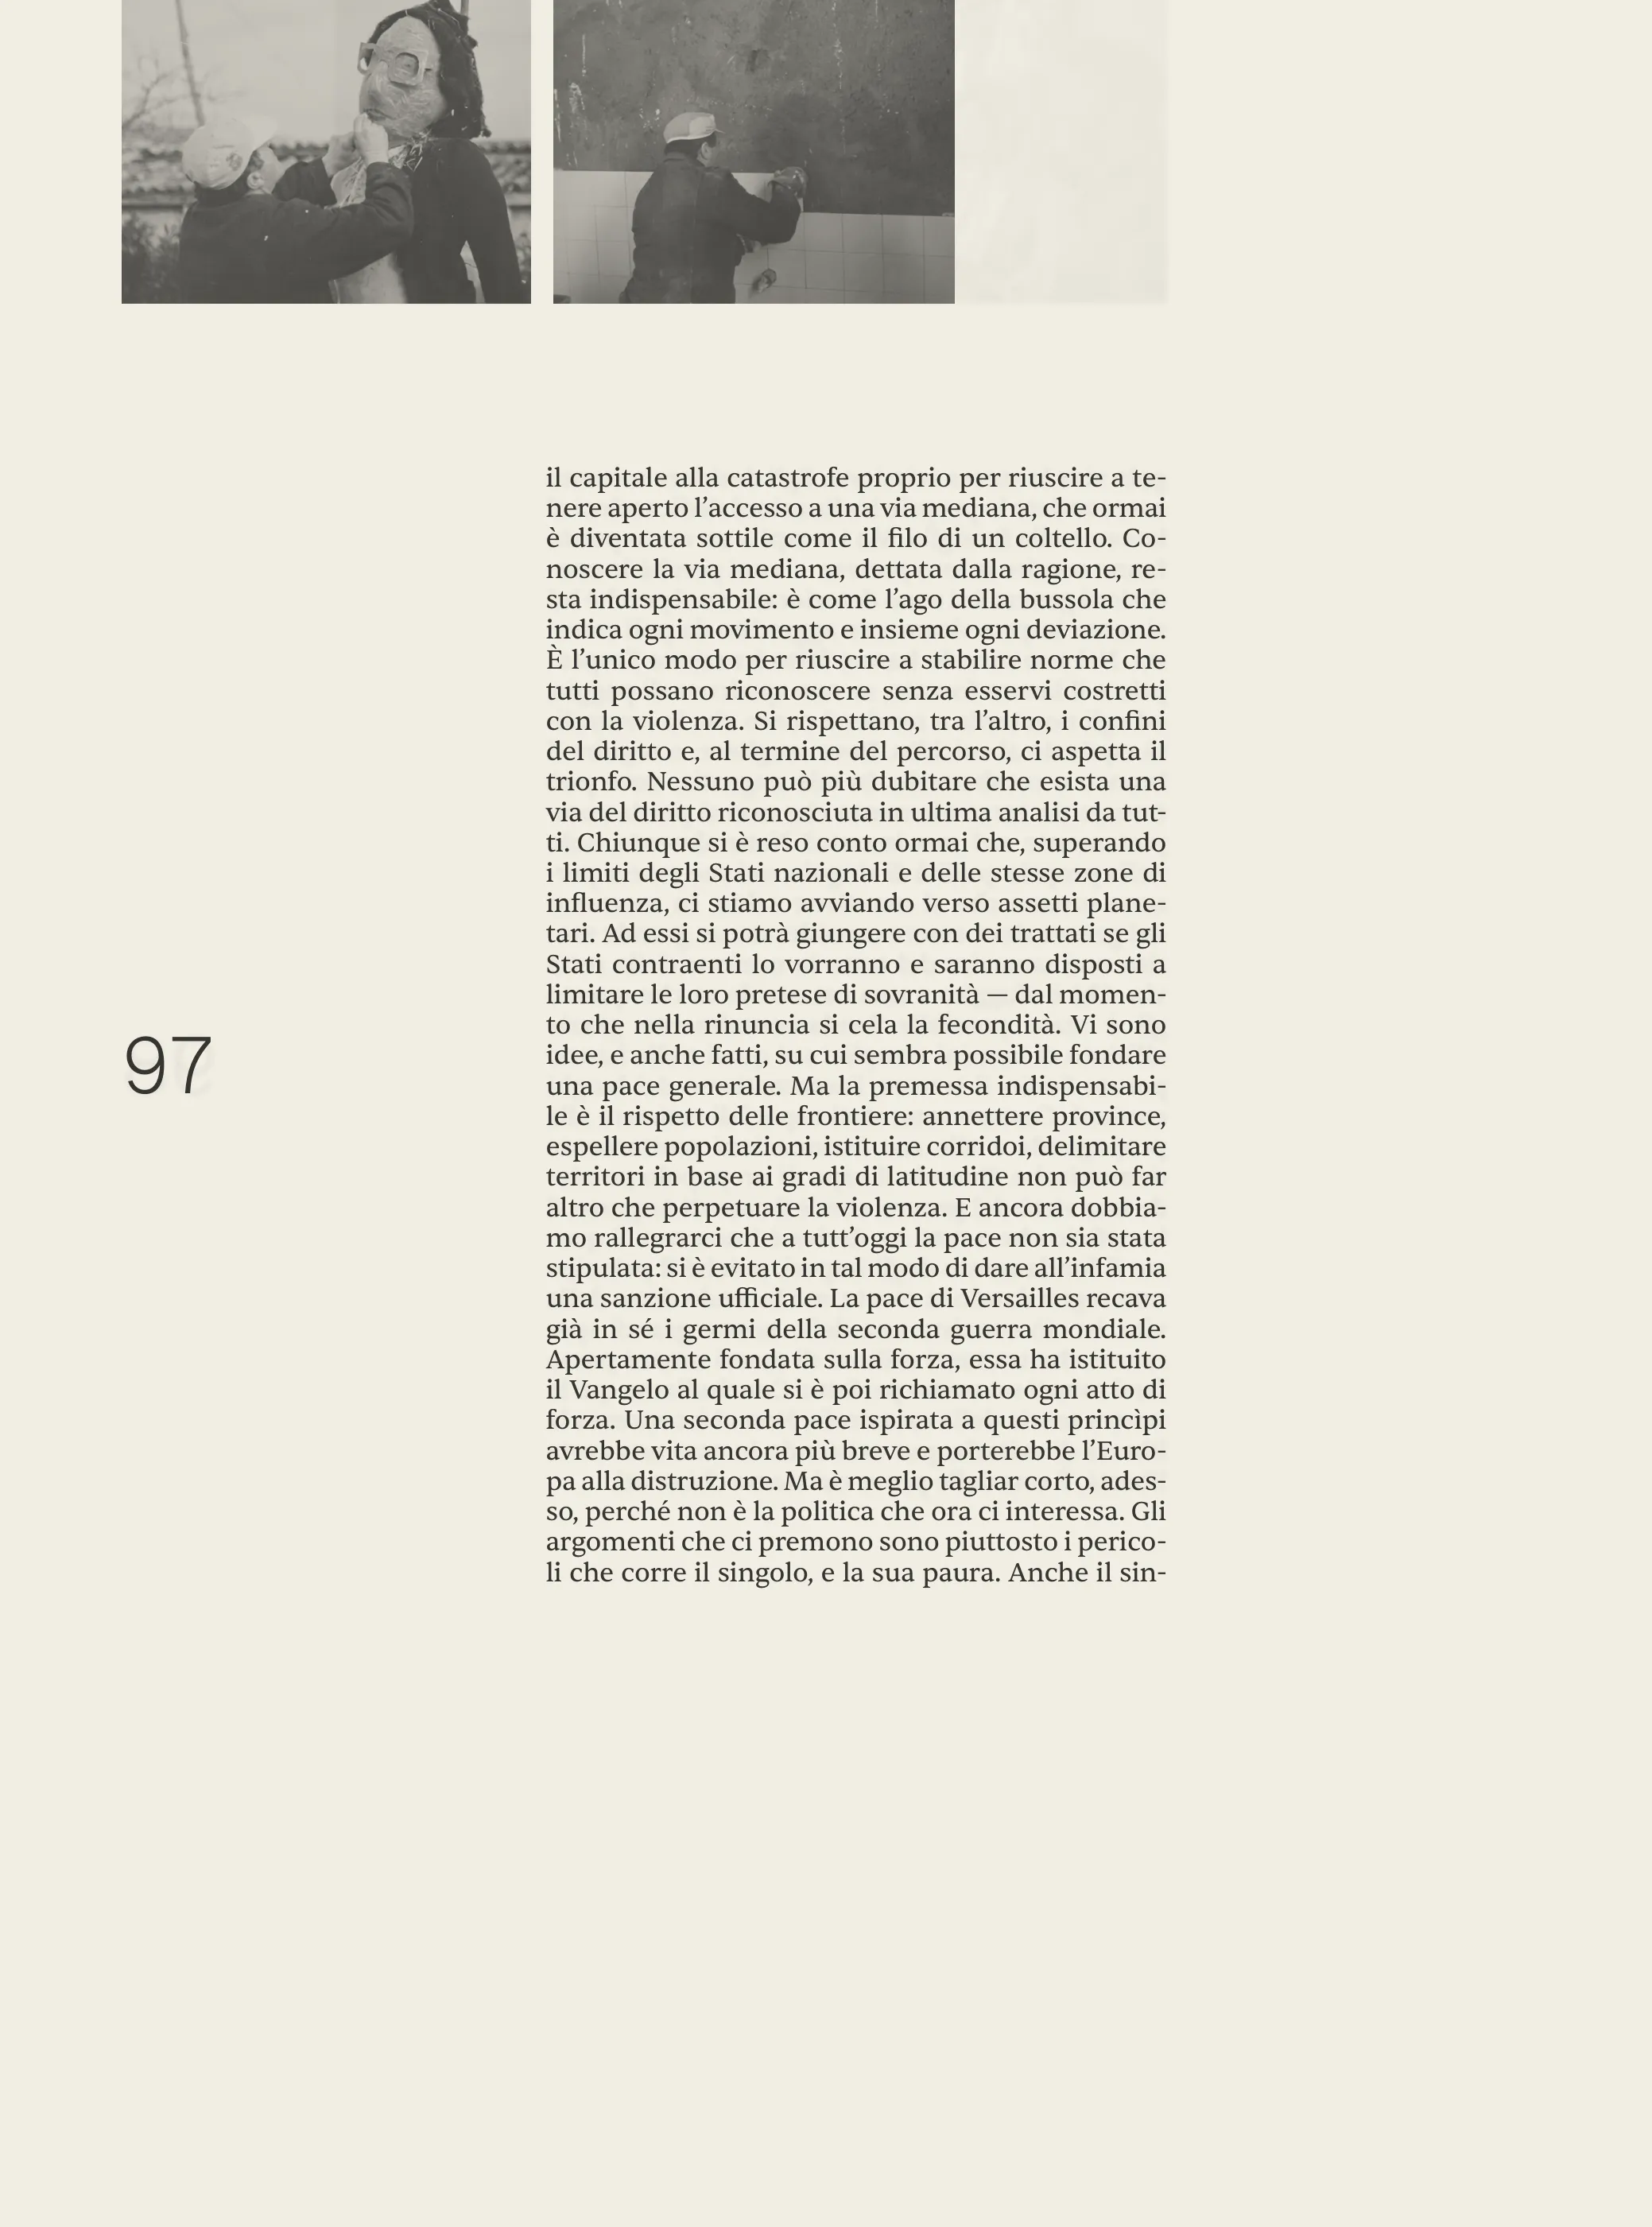 il capitale alla catastrofe proprio per riuscire a te-
nere aperto l’accesso a una via mediana, che ormai
è diventata sottile come il filo di un coltello. Co-
noscere la via mediana, dettata dalla ragione, re-
sta indispensabile: è come l’ago della bussola che
indica ogni movimento e insieme ogni deviazione.
È l’unico modo per riuscire a stabilire norme che
tutti possano riconoscere senza esservi costretti
con la violenza. Si rispettano, tra l’altro, i confini
del diritto e, al termine del percorso, ci aspetta il
trionfo. Nessuno può più dubitare che esista una
via del diritto riconosciuta in ultima analisi da tut-
ti. Chiunque si è reso conto ormai che, superando
i limiti degli Stati nazionali e delle stesse zone di
influenza, ci stiamo avviando verso assetti plane-
tari. Ad essi si potrà giungere con dei trattati se gli
Stati contraenti lo vorranno e saranno disposti a
limitare le loro pretese di sovranità — dal momen-
to che nella rinuncia si cela la fecondità. Vi sono
idee, e anche fatti, su cui sembra possibile fondare
una pace generale. Ma la premessa indispensabi-
le è il rispetto delle frontiere: annettere province,
espellere popolazioni, istituire corridoi, delimitare
territori in base ai gradi di latitudine non può far
altro che perpetuare la violenza. E ancora dobbia-
mo rallegrarci che a tutt’oggi la pace non sia stata
stipulata: si è evitato in tal modo di dare all’infamia
una sanzione ufficiale. La pace di Versailles recava
già in sé i germi della seconda guerra mondiale.
Apertamente fondata sulla forza, essa ha istituito
il Vangelo al quale si è poi richiamato ogni atto di
forza. Una seconda pace ispirata a questi princìpi
avrebbe vita ancora più breve e porterebbe l’Euro-
pa alla distruzione. Ma è meglio tagliar corto, ades-
so, perché non è la politica che ora ci interessa. Gli
argomenti che ci premono sono piuttosto i perico-
li che corre il singolo, e la sua paura. Anche il sin-
97